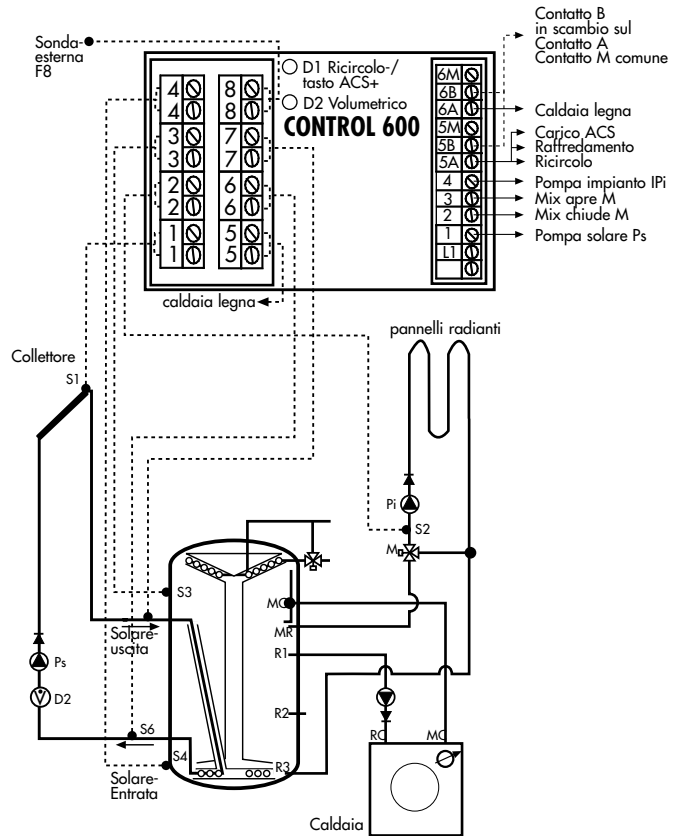 Sonda-
esterna
F8
Contatto B
in scambio sul
Contatto A
Contatto M comune
D1 Ricircolo-/
tasto ACS+
D2 Volumetrico
CONTROL 600
4 8
4 8
3 7
3 7
2 6
2 6
1 5
1 5
6M
6B
6A Caldaia legna
5M Carico ACS
5B Raffredamento
5A Ricircolo
4 Pompa impianto IPi
3 Mix apre M
2 Mix chiude M
1 Pompa solare Ps
L1
caldaia legna
pannelli radianti
Collettore
S1
Pi
S2
M
S3
MC
Solare-
uscita
MR
R1
Ps
D2
R2
S6
RC MC
S4
R3
Solare-
Entrata
Caldaia